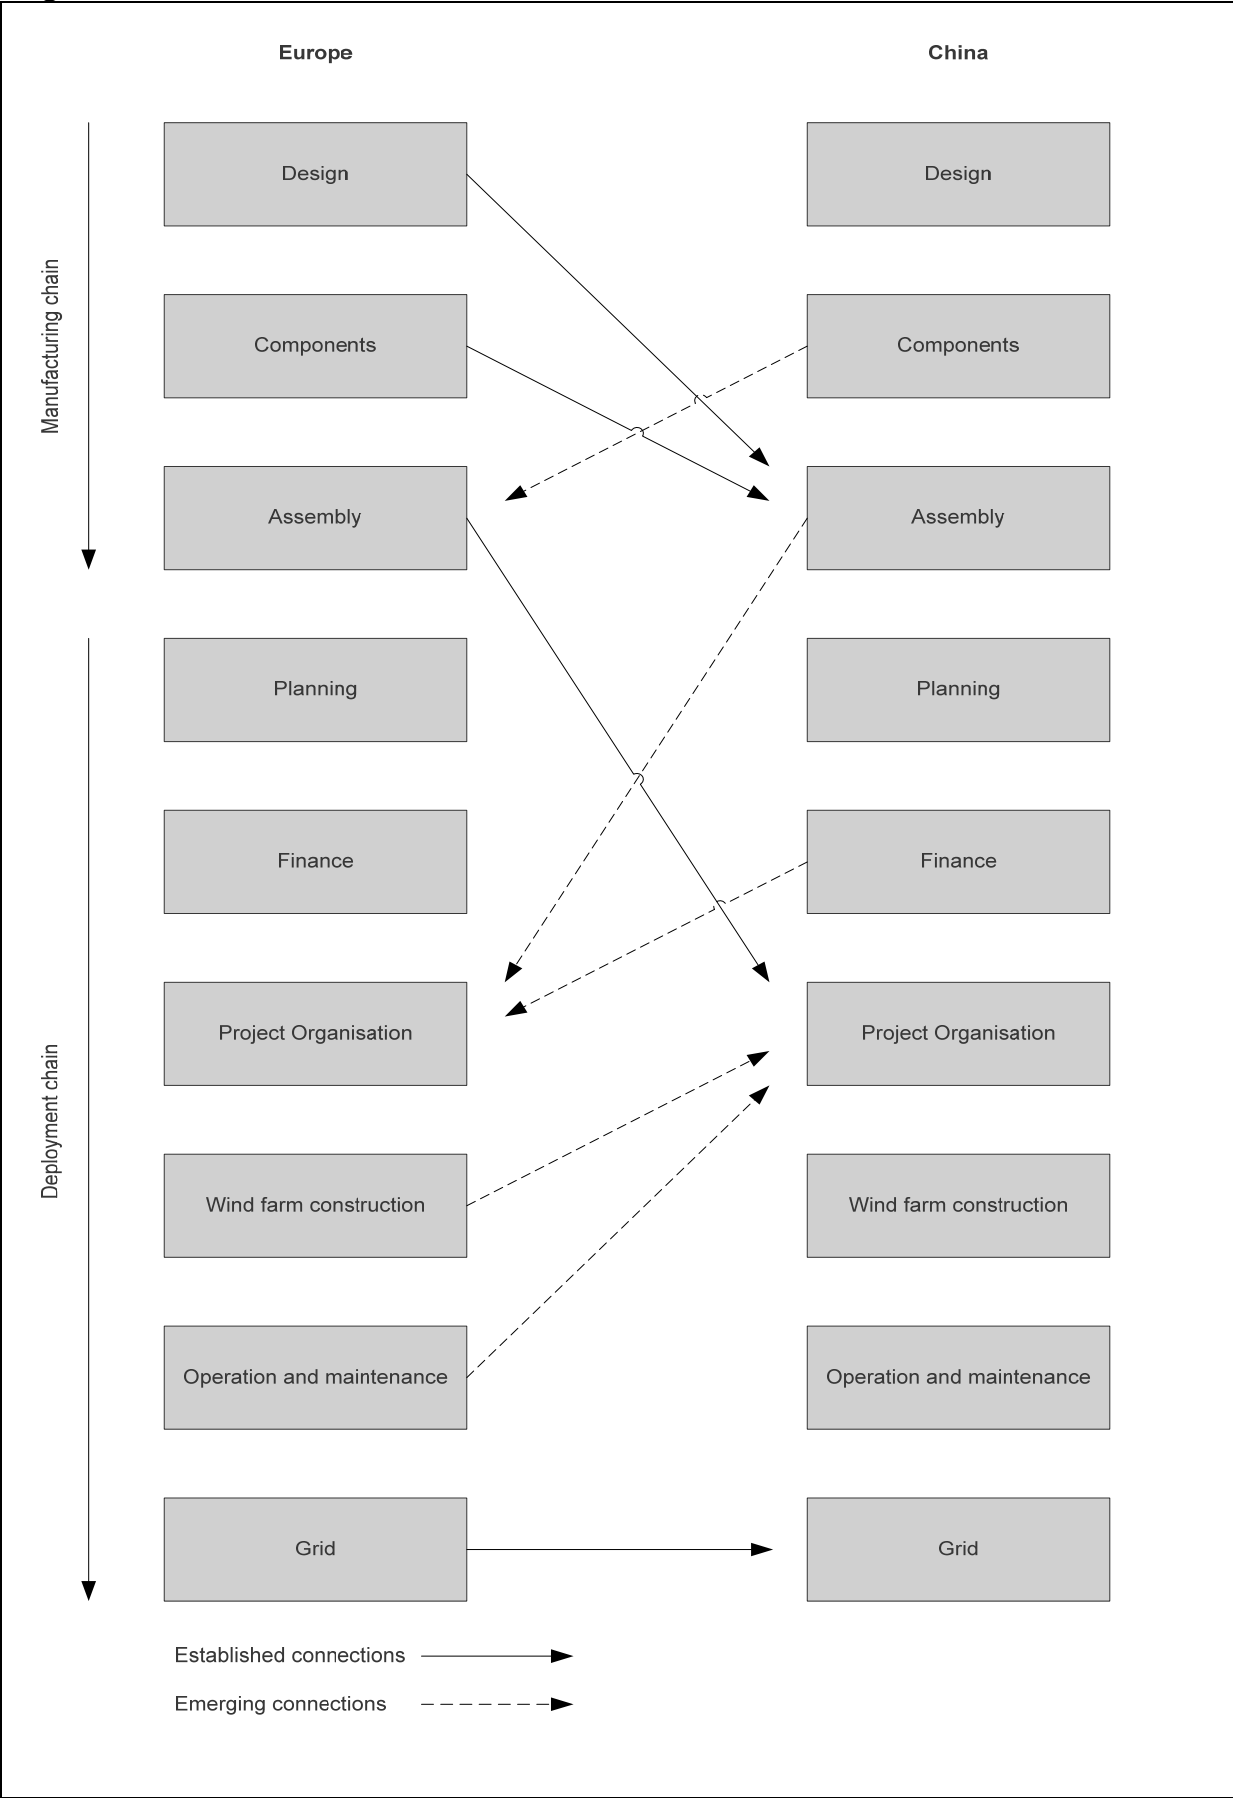 Europe
China
Manufacturing chain
Design
Design
Components
Components
Assembly
Assembly
Deployment chain
Planning
Planning
Finance
Finance
Project Organisation
Project Organisation
Wind farm construction
Wind farm construction
Operation and maintenance
Operation and maintenance
Grid
Grid
Established connections
Emerging connections